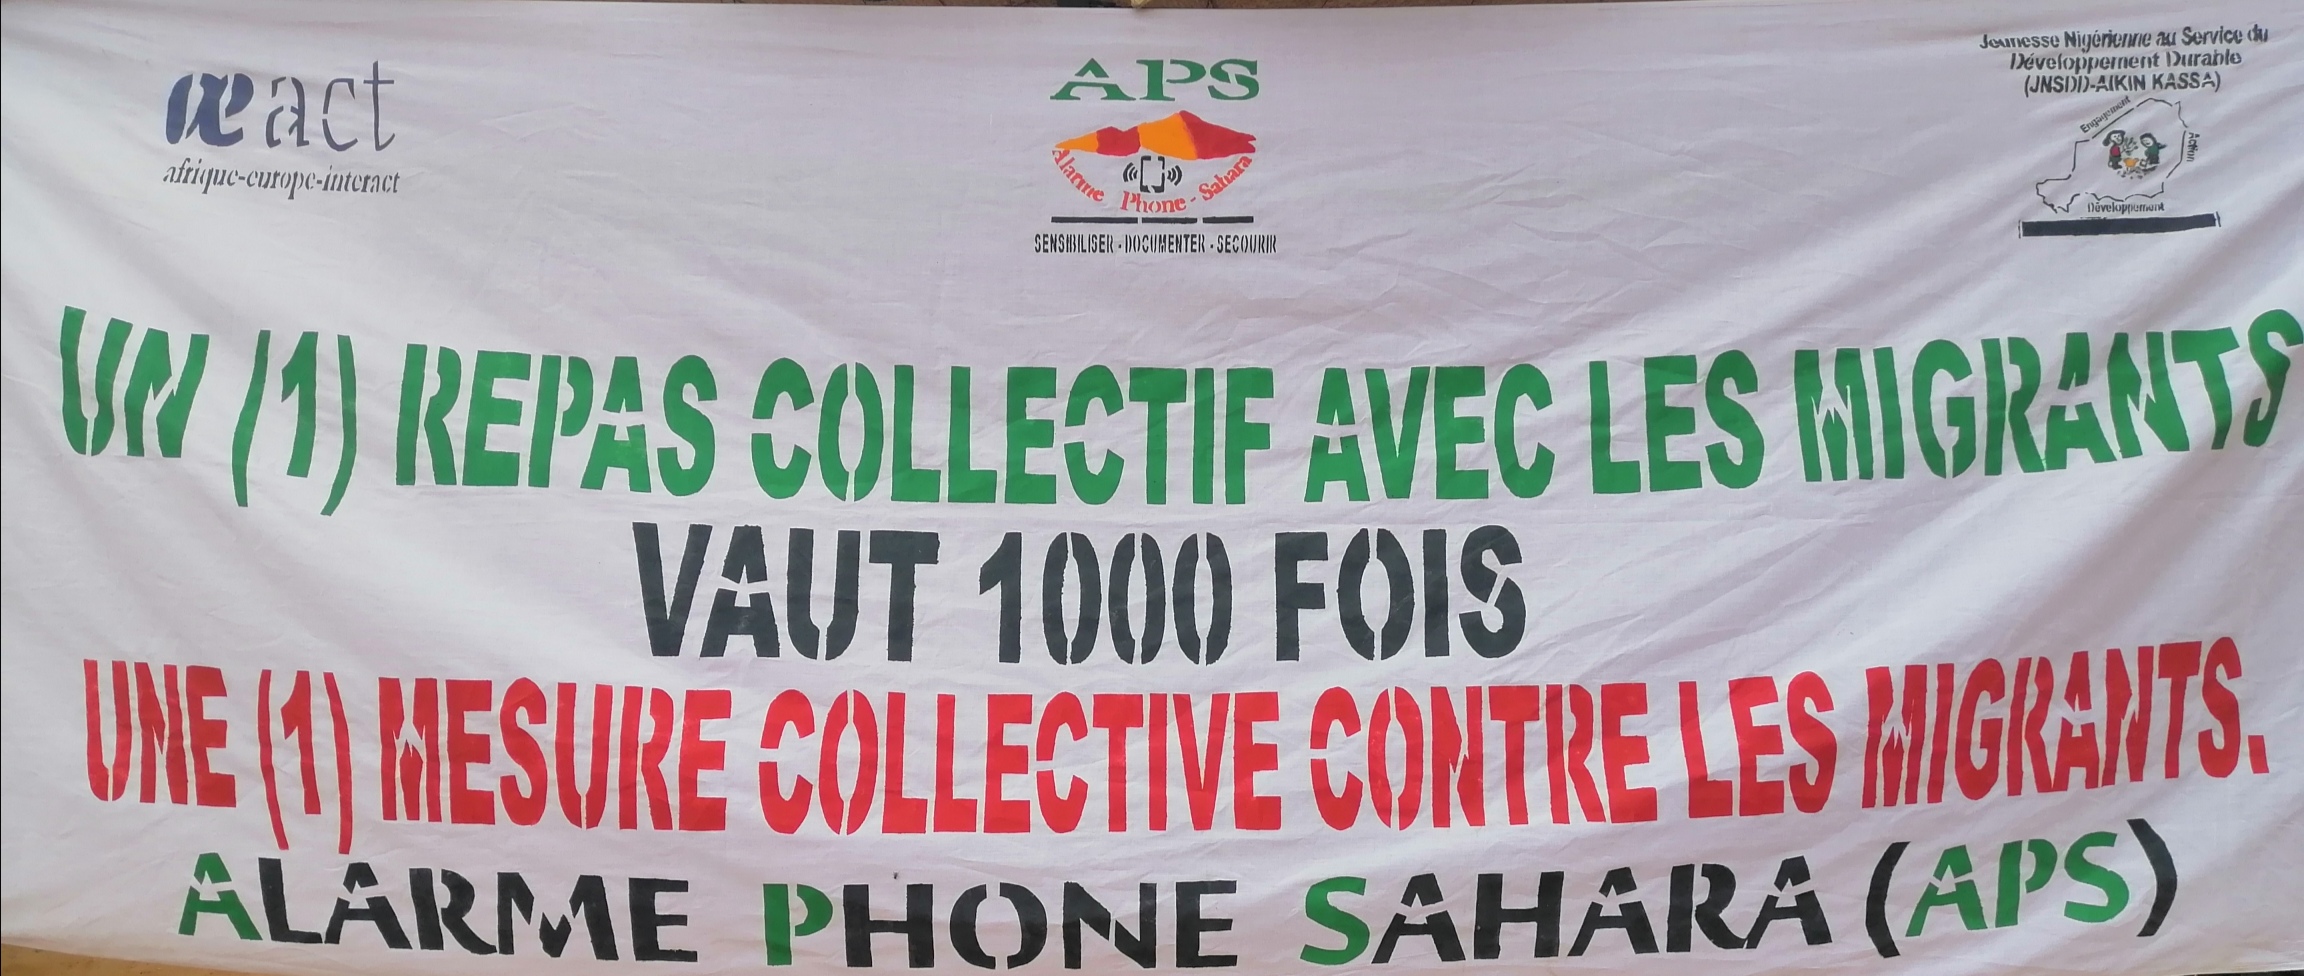 æact
afrique-europe-interact
APS
Alarme Phone - Sahara
SENSIBILISER - DOCUMENTER - SECOURIR
Jeunesse Nigérienne au Service du
Développement Durable
(JNSDD-AIKIN KASSA)
Engagement
Action
Développement
UN (1) REPAS COLLECTIF AVEC LES MIGRANTS
VAUT 1000 FOIS
UNE (1) MESURE COLLECTIVE CONTRE LES MIGRANTS.
ALARME PHONE SAHARA (APS)